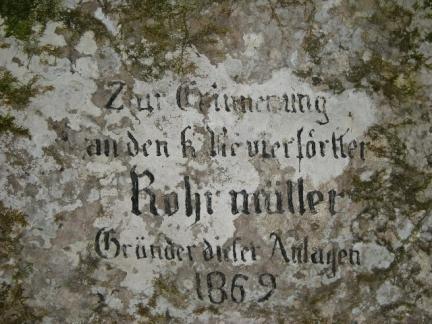 Zur Erinnerung
an den k. Revierförster
Rohrmüller
Gründer dieser Anlagen
1869